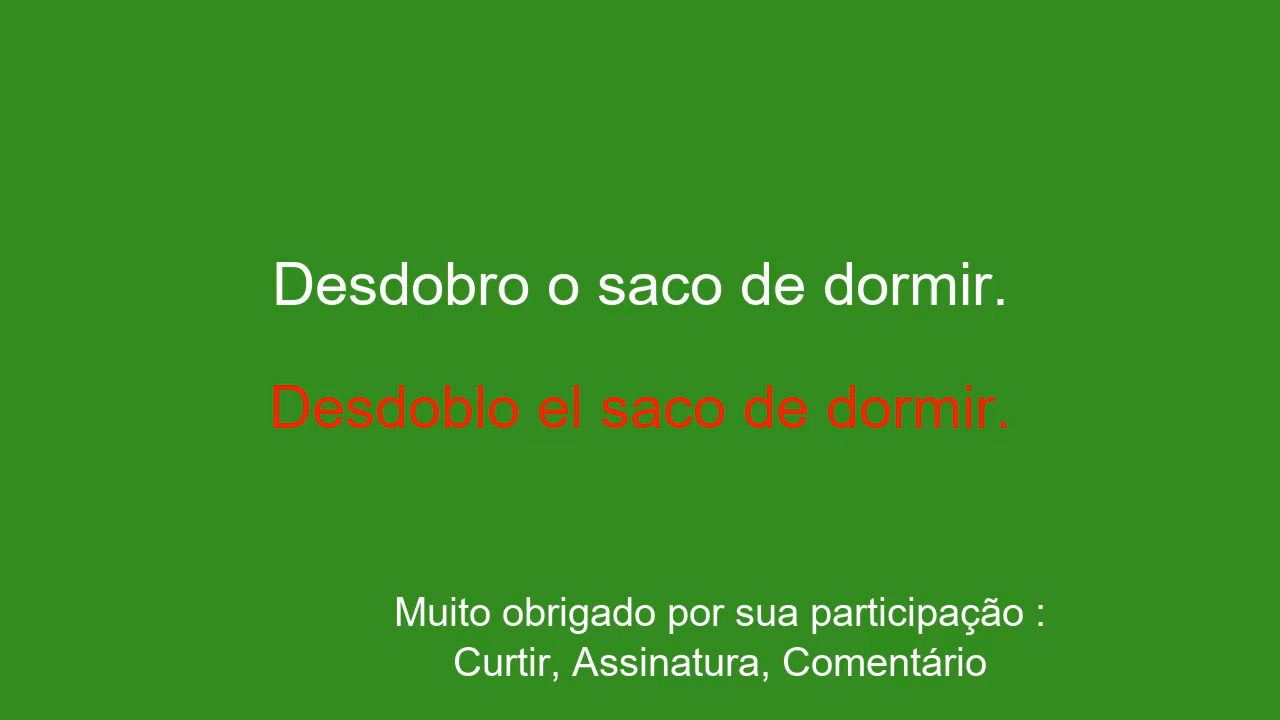 Desdobro o saco de dormir.
Desdoblo el saco de dormir.
Muito obrigado por sua participação :
Curtir, Assinatura, Comentário